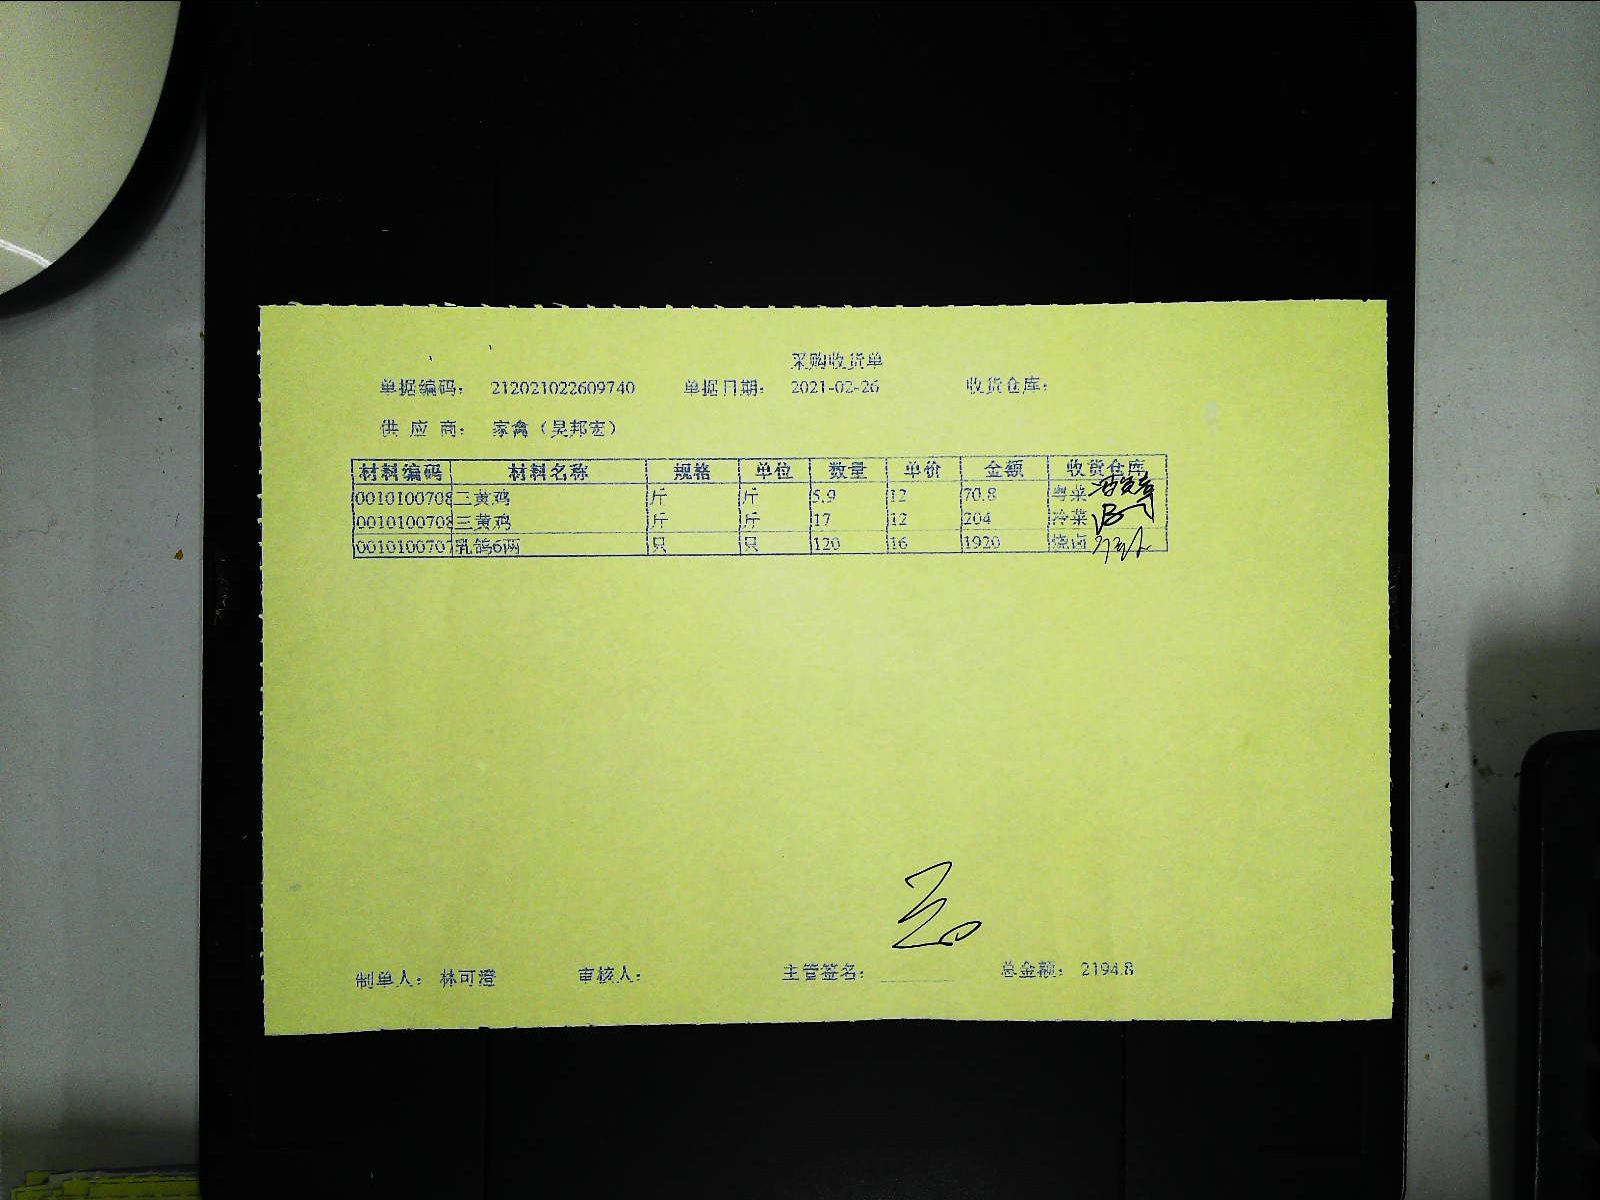 采购收货单
单据编码： 212021022609740 单据日期： 2021-02-26 收货仓库：
供 应 商： 家禽（吴邦宏）
材料编码 材料名称 规格 单位 数量 单价 金额 收货仓库
0010100708 三黄鸡 斤 斤 5.9 12 70.8 粤菜
0010100708 三黄鸡 斤 斤 17 12 204 冷菜
0010100707 乳鸽6两 只 只 120 16 1920 烧卤
制单人： 林可澄 审核人： 主管签名： 总金额： 2194.8